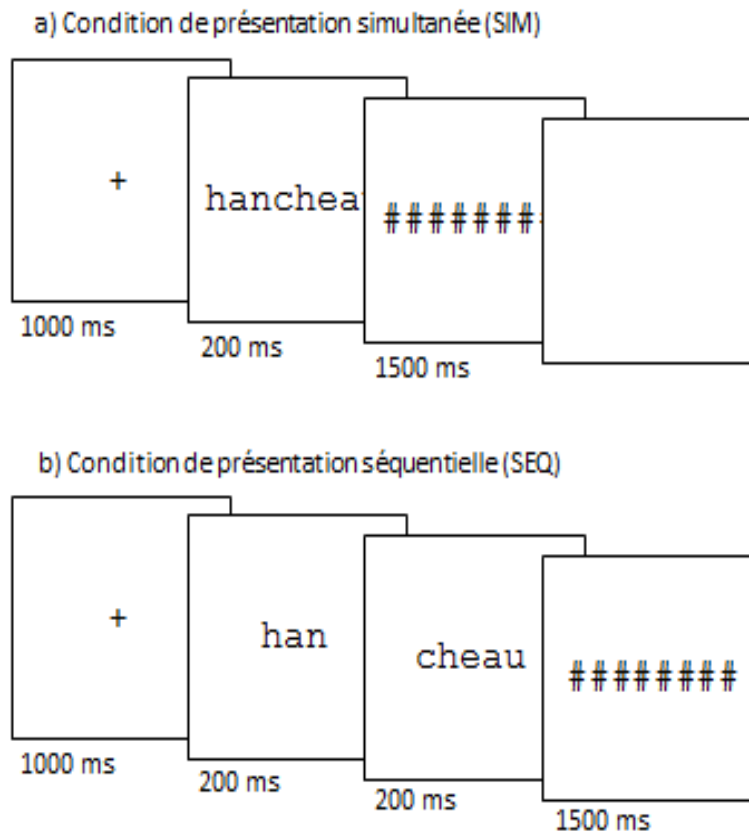 a) Condition de présentation simultanée (SIM)
+
hancheau
########
1000 ms
200 ms
1500 ms
b) Condition de présentation séquentielle (SEQ)
+
han
cheau
########
1000 ms
200 ms
200 ms
1500 ms